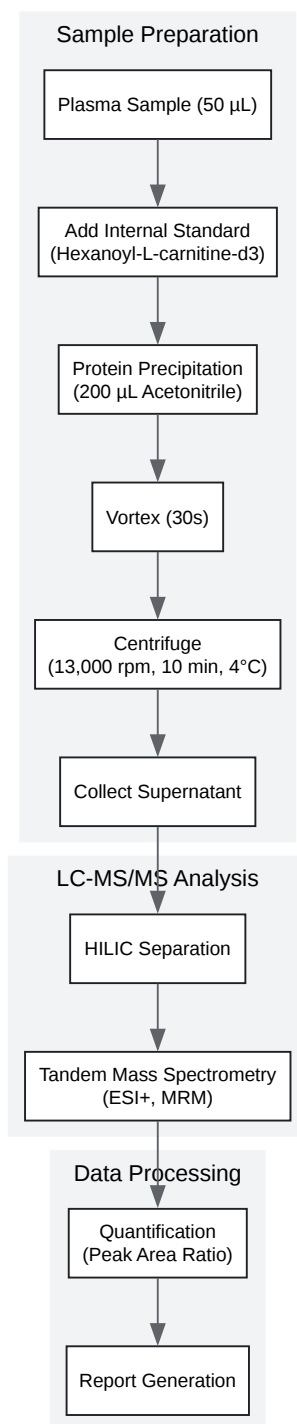 Sample Preparation
Plasma Sample (50 µL)
Add Internal Standard
(Hexanoyl-L-carnitine-d3)
Protein Precipitation
(200 µL Acetonitrile)
Vortex (30s)
Centrifuge
(13,000 rpm, 10 min, 4°C)
Collect Supernatant
LC-MS/MS Analysis
HILIC Separation
Tandem Mass Spectrometry
(ESI+, MRM)
Data Processing
Quantification
(Peak Area Ratio)
Report Generation